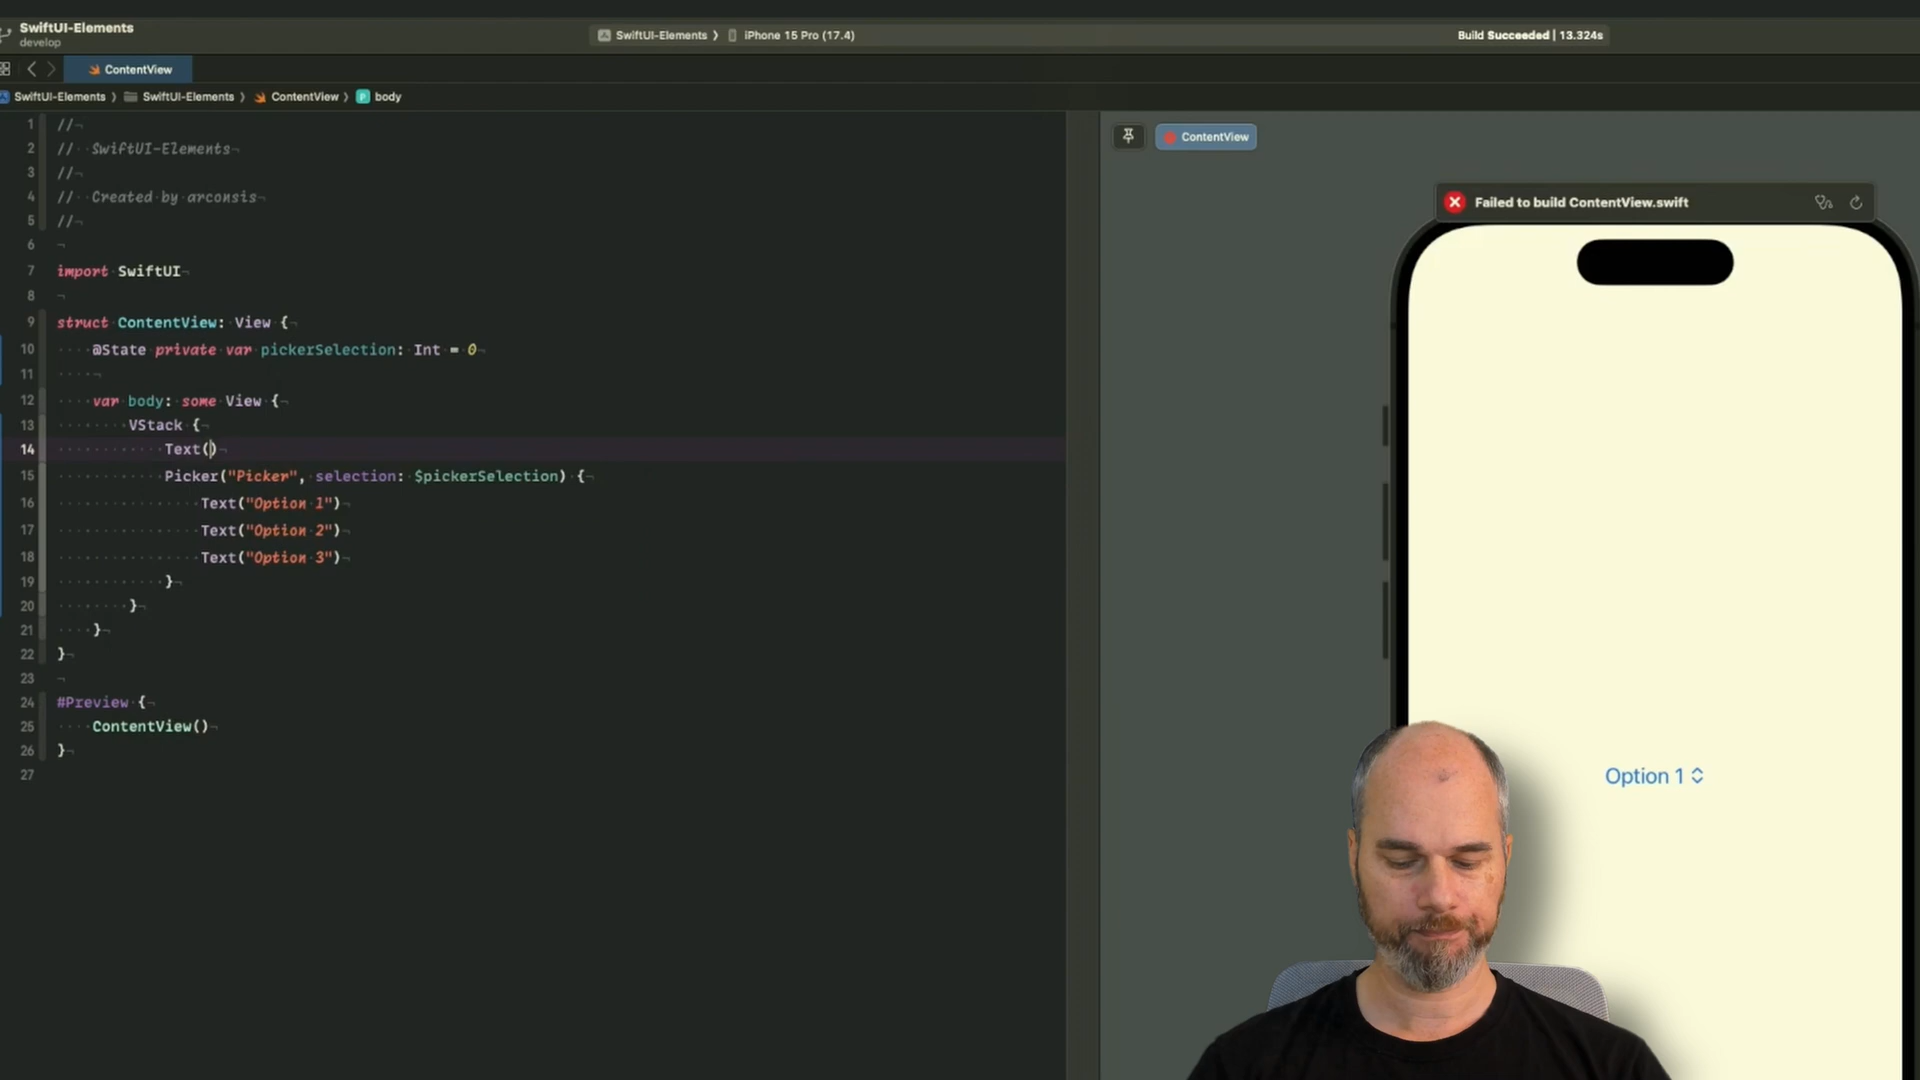 SwiftUI-Elements
develop
SwiftUI-Elements 〉 iPhone 15 Pro (17.4)
Build Succeeded | 13.324s
ContentView
SwiftUI-Elements 〉 SwiftUI-Elements 〉 ContentView 〉 P body
1 //
2 //  SwiftUI-Elements
3 //
4 //  Created by arconsis
5 //
6
7 import SwiftUI
8
9 struct ContentView: View {
10     @State private var pickerSelection: Int = 0
11
12     var body: some View {
13         VStack {
14             Text()
15             Picker("Picker", selection: $pickerSelection) {
16                 Text("Option 1")
17                 Text("Option 2")
18                 Text("Option 3")
19             }
20         }
21     }
22 }
23
24 #Preview {
25     ContentView()
26 }
27
ContentView
Failed to build ContentView.swift
Option 1